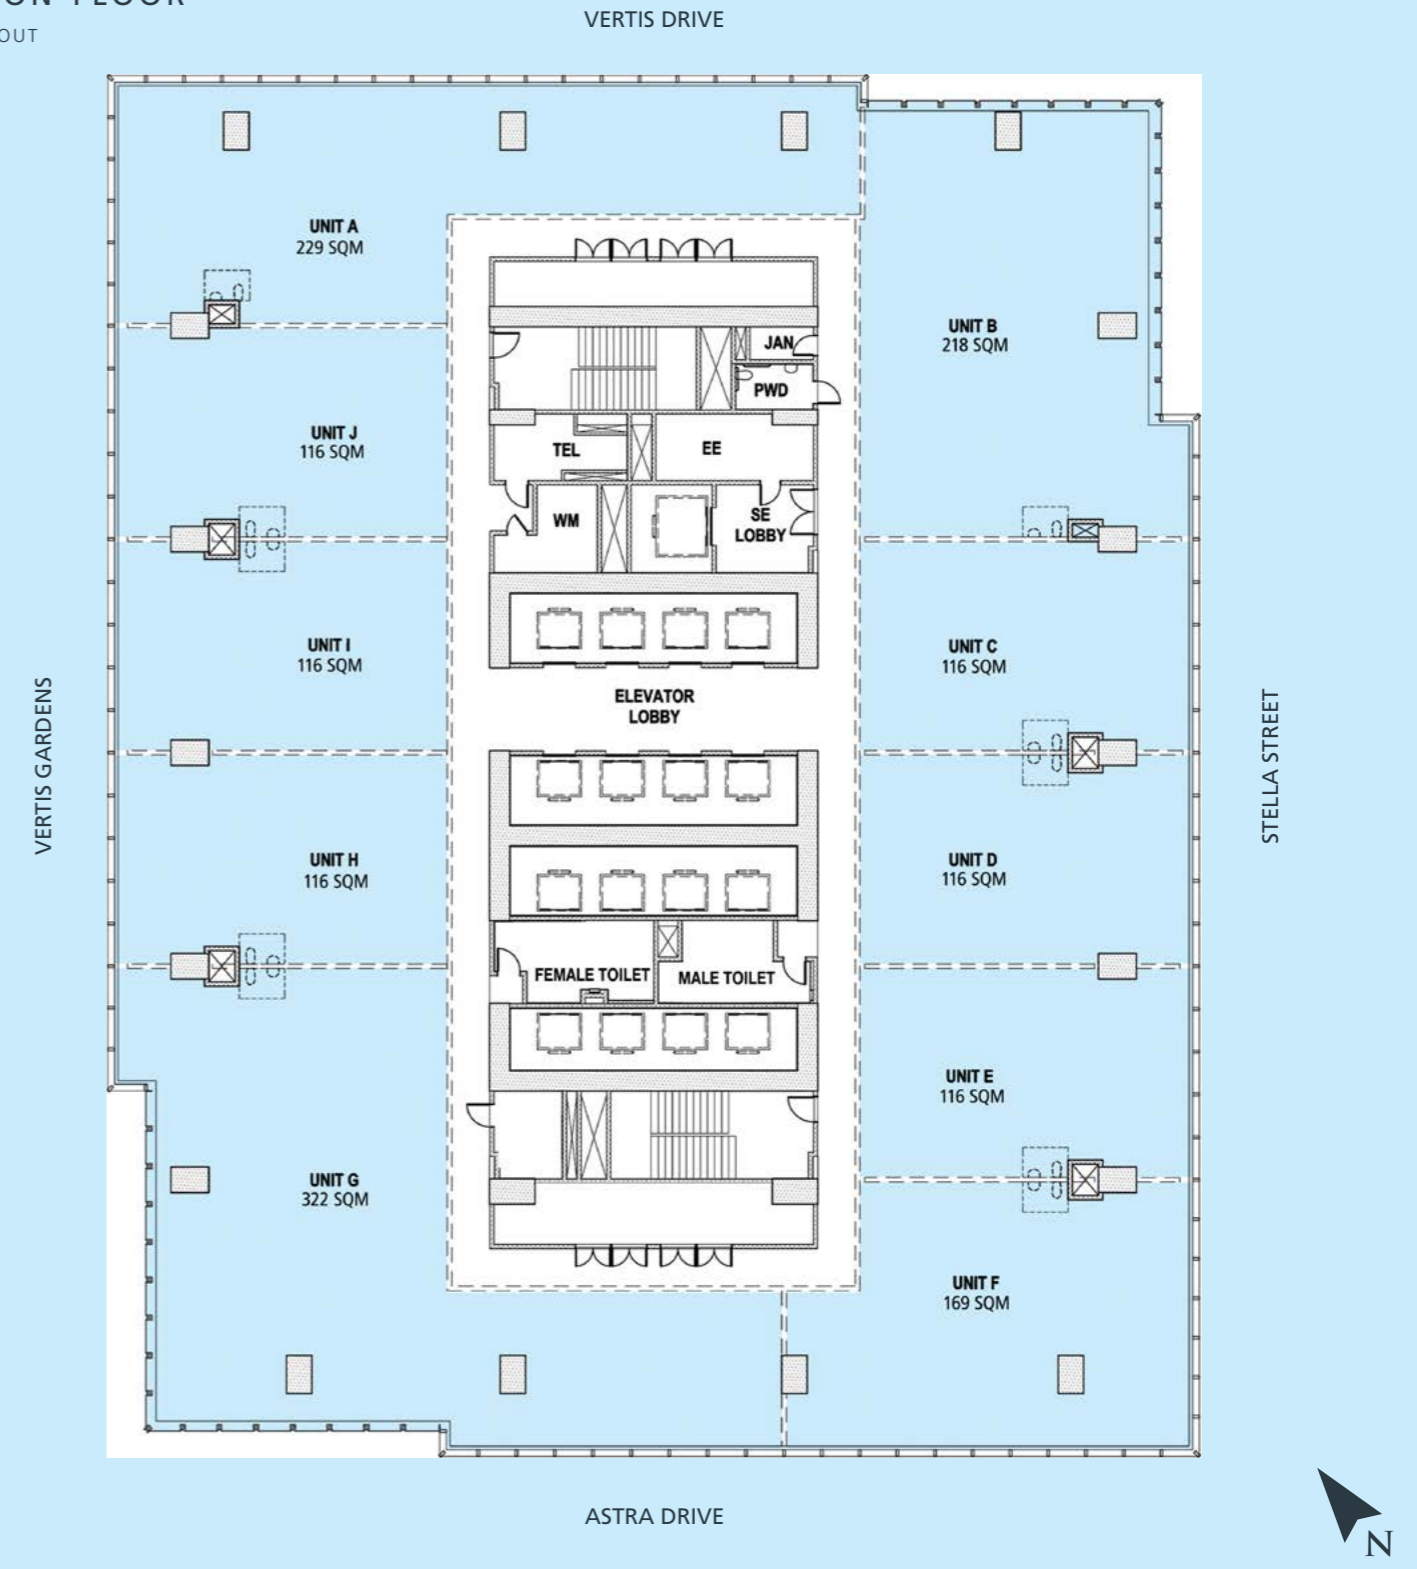 FLOOR
VERTIS DRIVE
UNIT A
229 SQM
UNIT B
218 SQM
JAN
PWD
UNIT J
116 SQM
TEL
EE
WM
SE
LOBBY
UNIT I
116 SQM
UNIT C
116 SQM
ELEVATOR
LOBBY
VERTIS GARDENS
STELLA STREET
UNIT H
116 SQM
UNIT D
116 SQM
FEMALE TOILET
MALE TOILET
UNIT E
116 SQM
UNIT G
322 SQM
UNIT F
169 SQM
ASTRA DRIVE
N